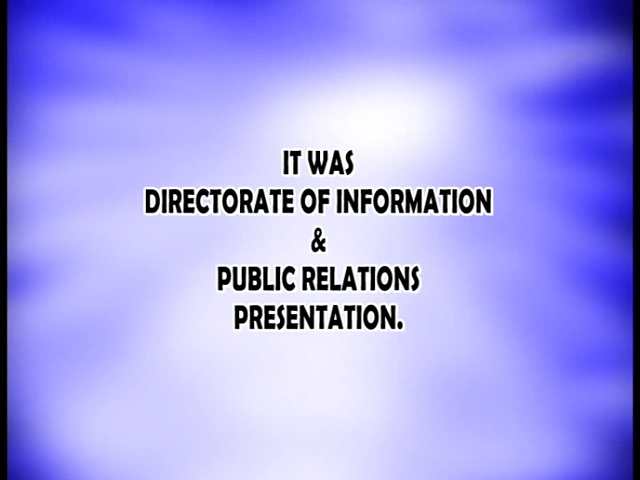 IT WAS
DIRECTORATE OF INFORMATION
&
PUBLIC RELATIONS
PRESENTATION.